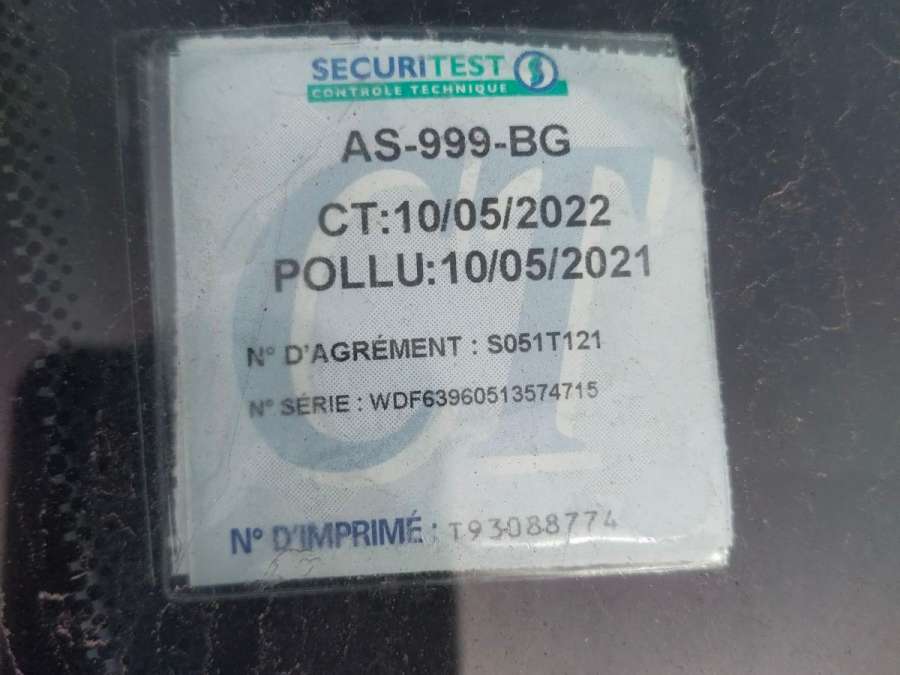 SECURITEST
CONTROLE TECHNIQUE
AS-999-BG
CT:10/05/2022
POLLU:10/05/2021
N° D'AGRÉMENT : S051T121
N° SÉRIE : WDF63960513574715
N° D'IMPRIMÉ : T93088774
CT